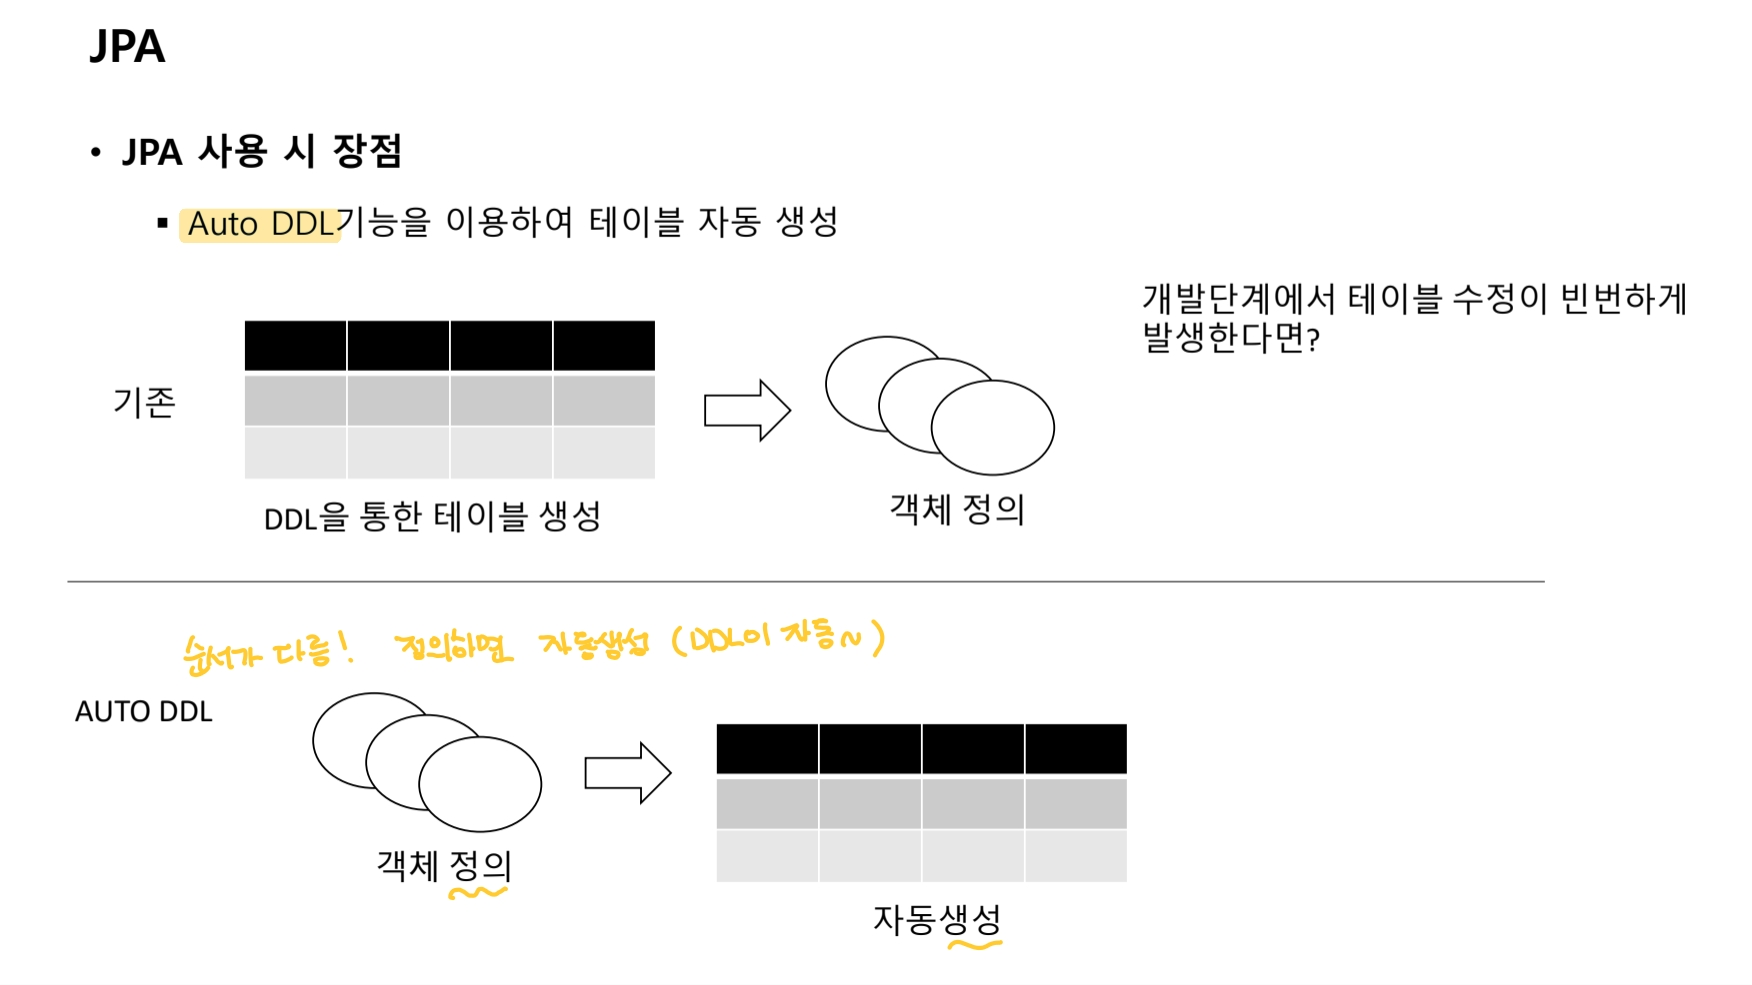 JPA
• JPA 사용 시 장점
▪ Auto DDL기능을 이용하여 테이블 자동 생성
개발단계에서 테이블 수정이 빈번하게
발생한다면?
기존
DDL을 통한 테이블 생성
객체 정의
순서가 다름! 정의하면 자동생성 (DDL이 자동~)
AUTO DDL
객체 정의
자동생성